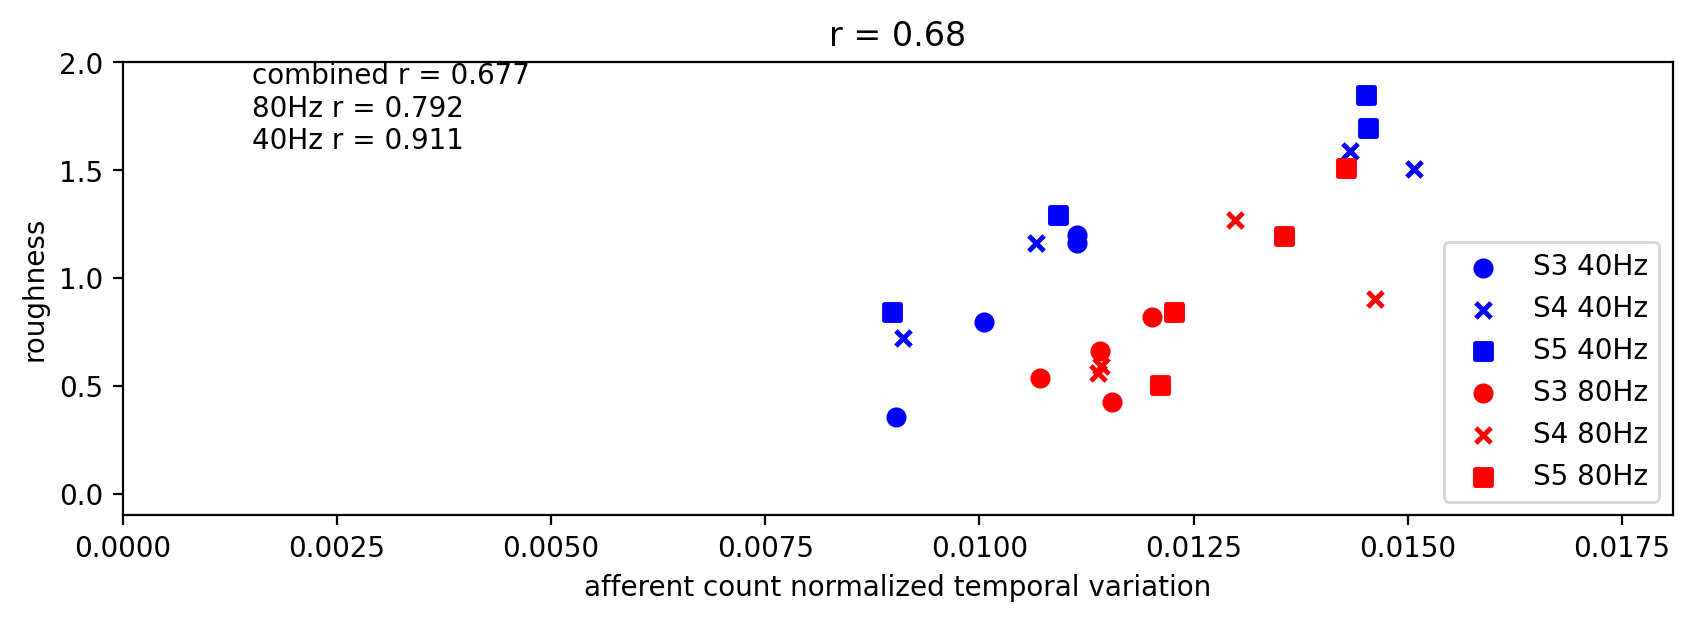 r = 0.68
combined r = 0.677
80Hz r = 0.792
40Hz r = 0.911
2.0
1.5
1.0
0.5
0.0
roughness
S3 40Hz
S4 40Hz
S5 40Hz
S3 80Hz
S4 80Hz
S5 80Hz
0.0000 0.0025 0.0050 0.0075 0.0100 0.0125 0.0150 0.0175
afferent count normalized temporal variation